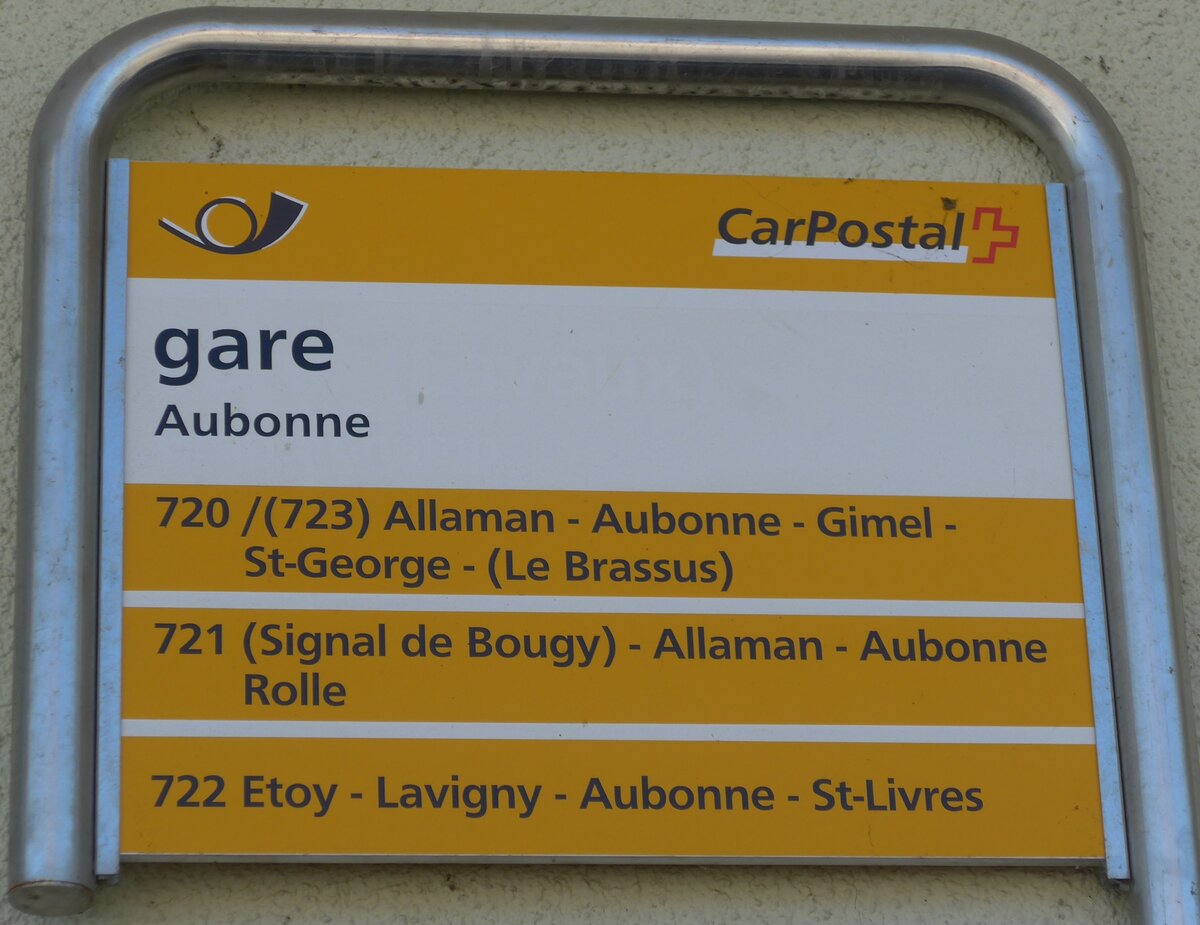 CarPostal
gare
Aubonne
720 /(723) Allaman - Aubonne - Gimel -
St-George - (Le Brassus)
721 (Signal de Bougy) - Allaman - Aubonne
Rolle
722 Etoy - Lavigny - Aubonne - St-Livres